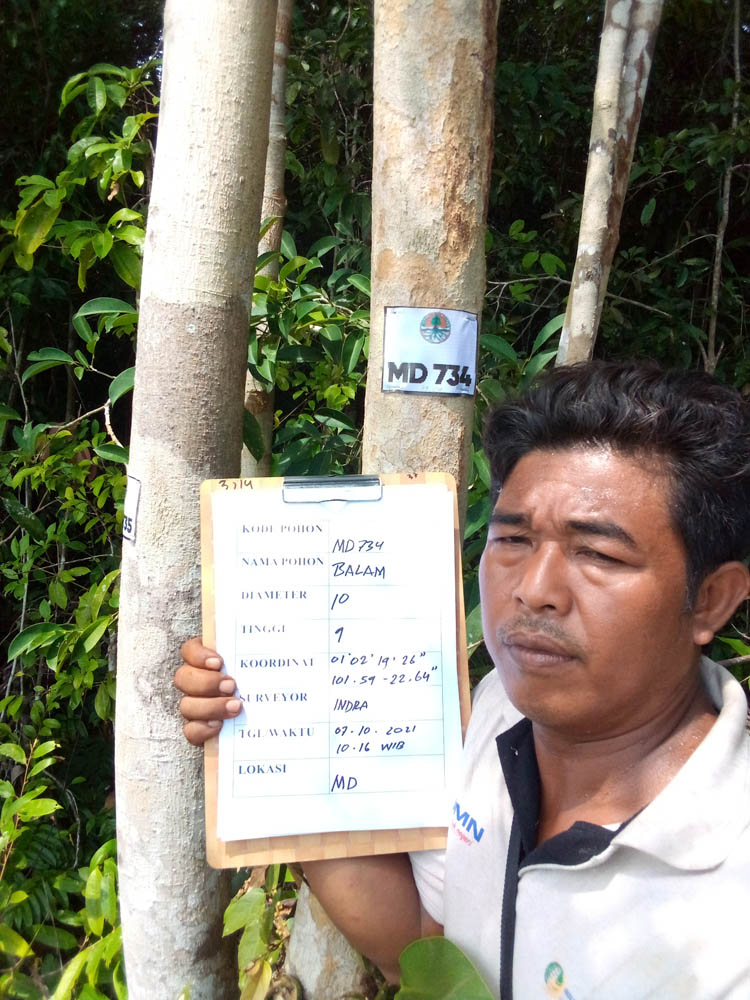 MD 734
35
3714
KODE POHON MD 734
NAMA POHON BALAM
DIAMETER 10
TINGGI 9
KOORDINAT 01°02'19.26"
101.59-22.64"
SURVEYOR INDRA
TGL/WAKTU 07.10.2021
10.16 WIB
LOKASI MD
MN